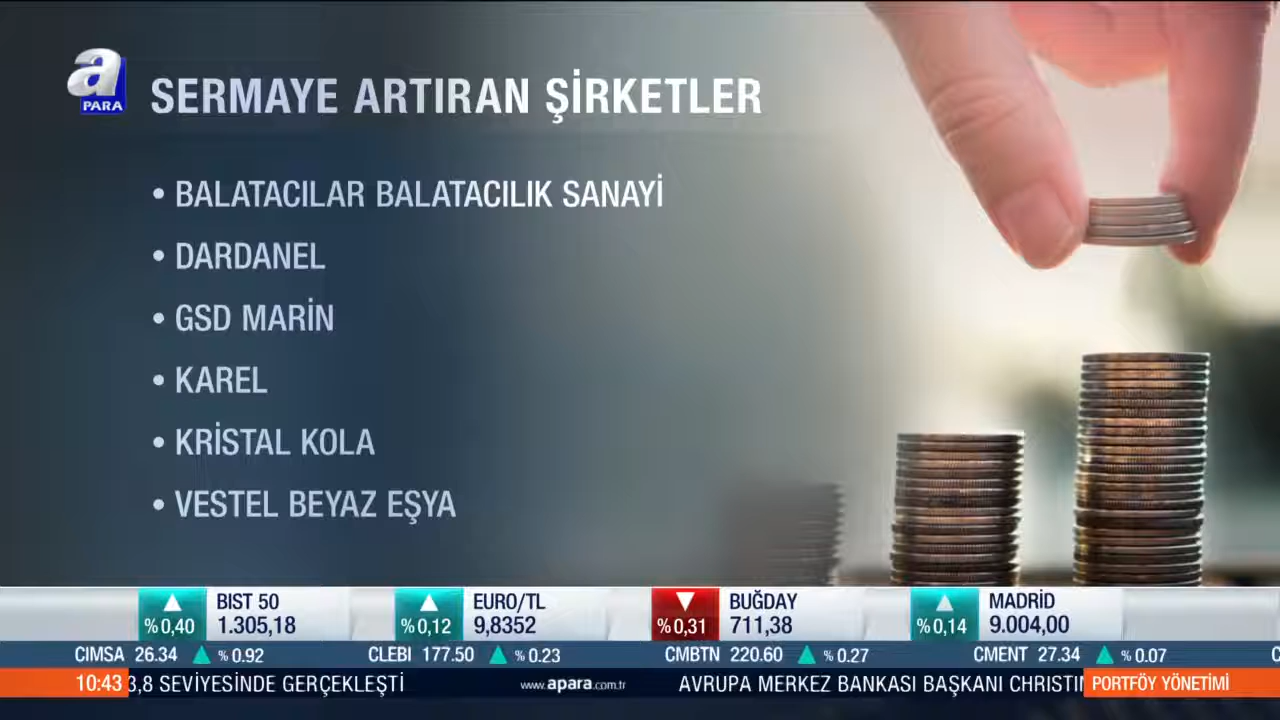 a
PARA
SERMAYE ARTIRAN ŞİRKETLER
• BALATACILAR BALATACILIK SANAYİ
• DARDANEL
• GSD MARİN
• KAREL
• KRİSTAL KOLA
• VESTEL BEYAZ EŞYA
%0,40 BIST 50 1.305,18
%0,12 EURO/TL 9,8352
%0,31 BUĞDAY 711,38
%0,14 MADRİD 9.004,00
CIMSA 26.34 % 0.92 CLEBI 177.50 % 0.23 CMBTN 220.60 % 0.27 CMENT 27.34 % 0.07
10:43 3,8 SEVİYESİNDE GERÇEKLEŞTİ www.apara.com.tr AVRUPA MERKEZ BANKASI BAŞKANI PORTFÖY YÖNETİMİ